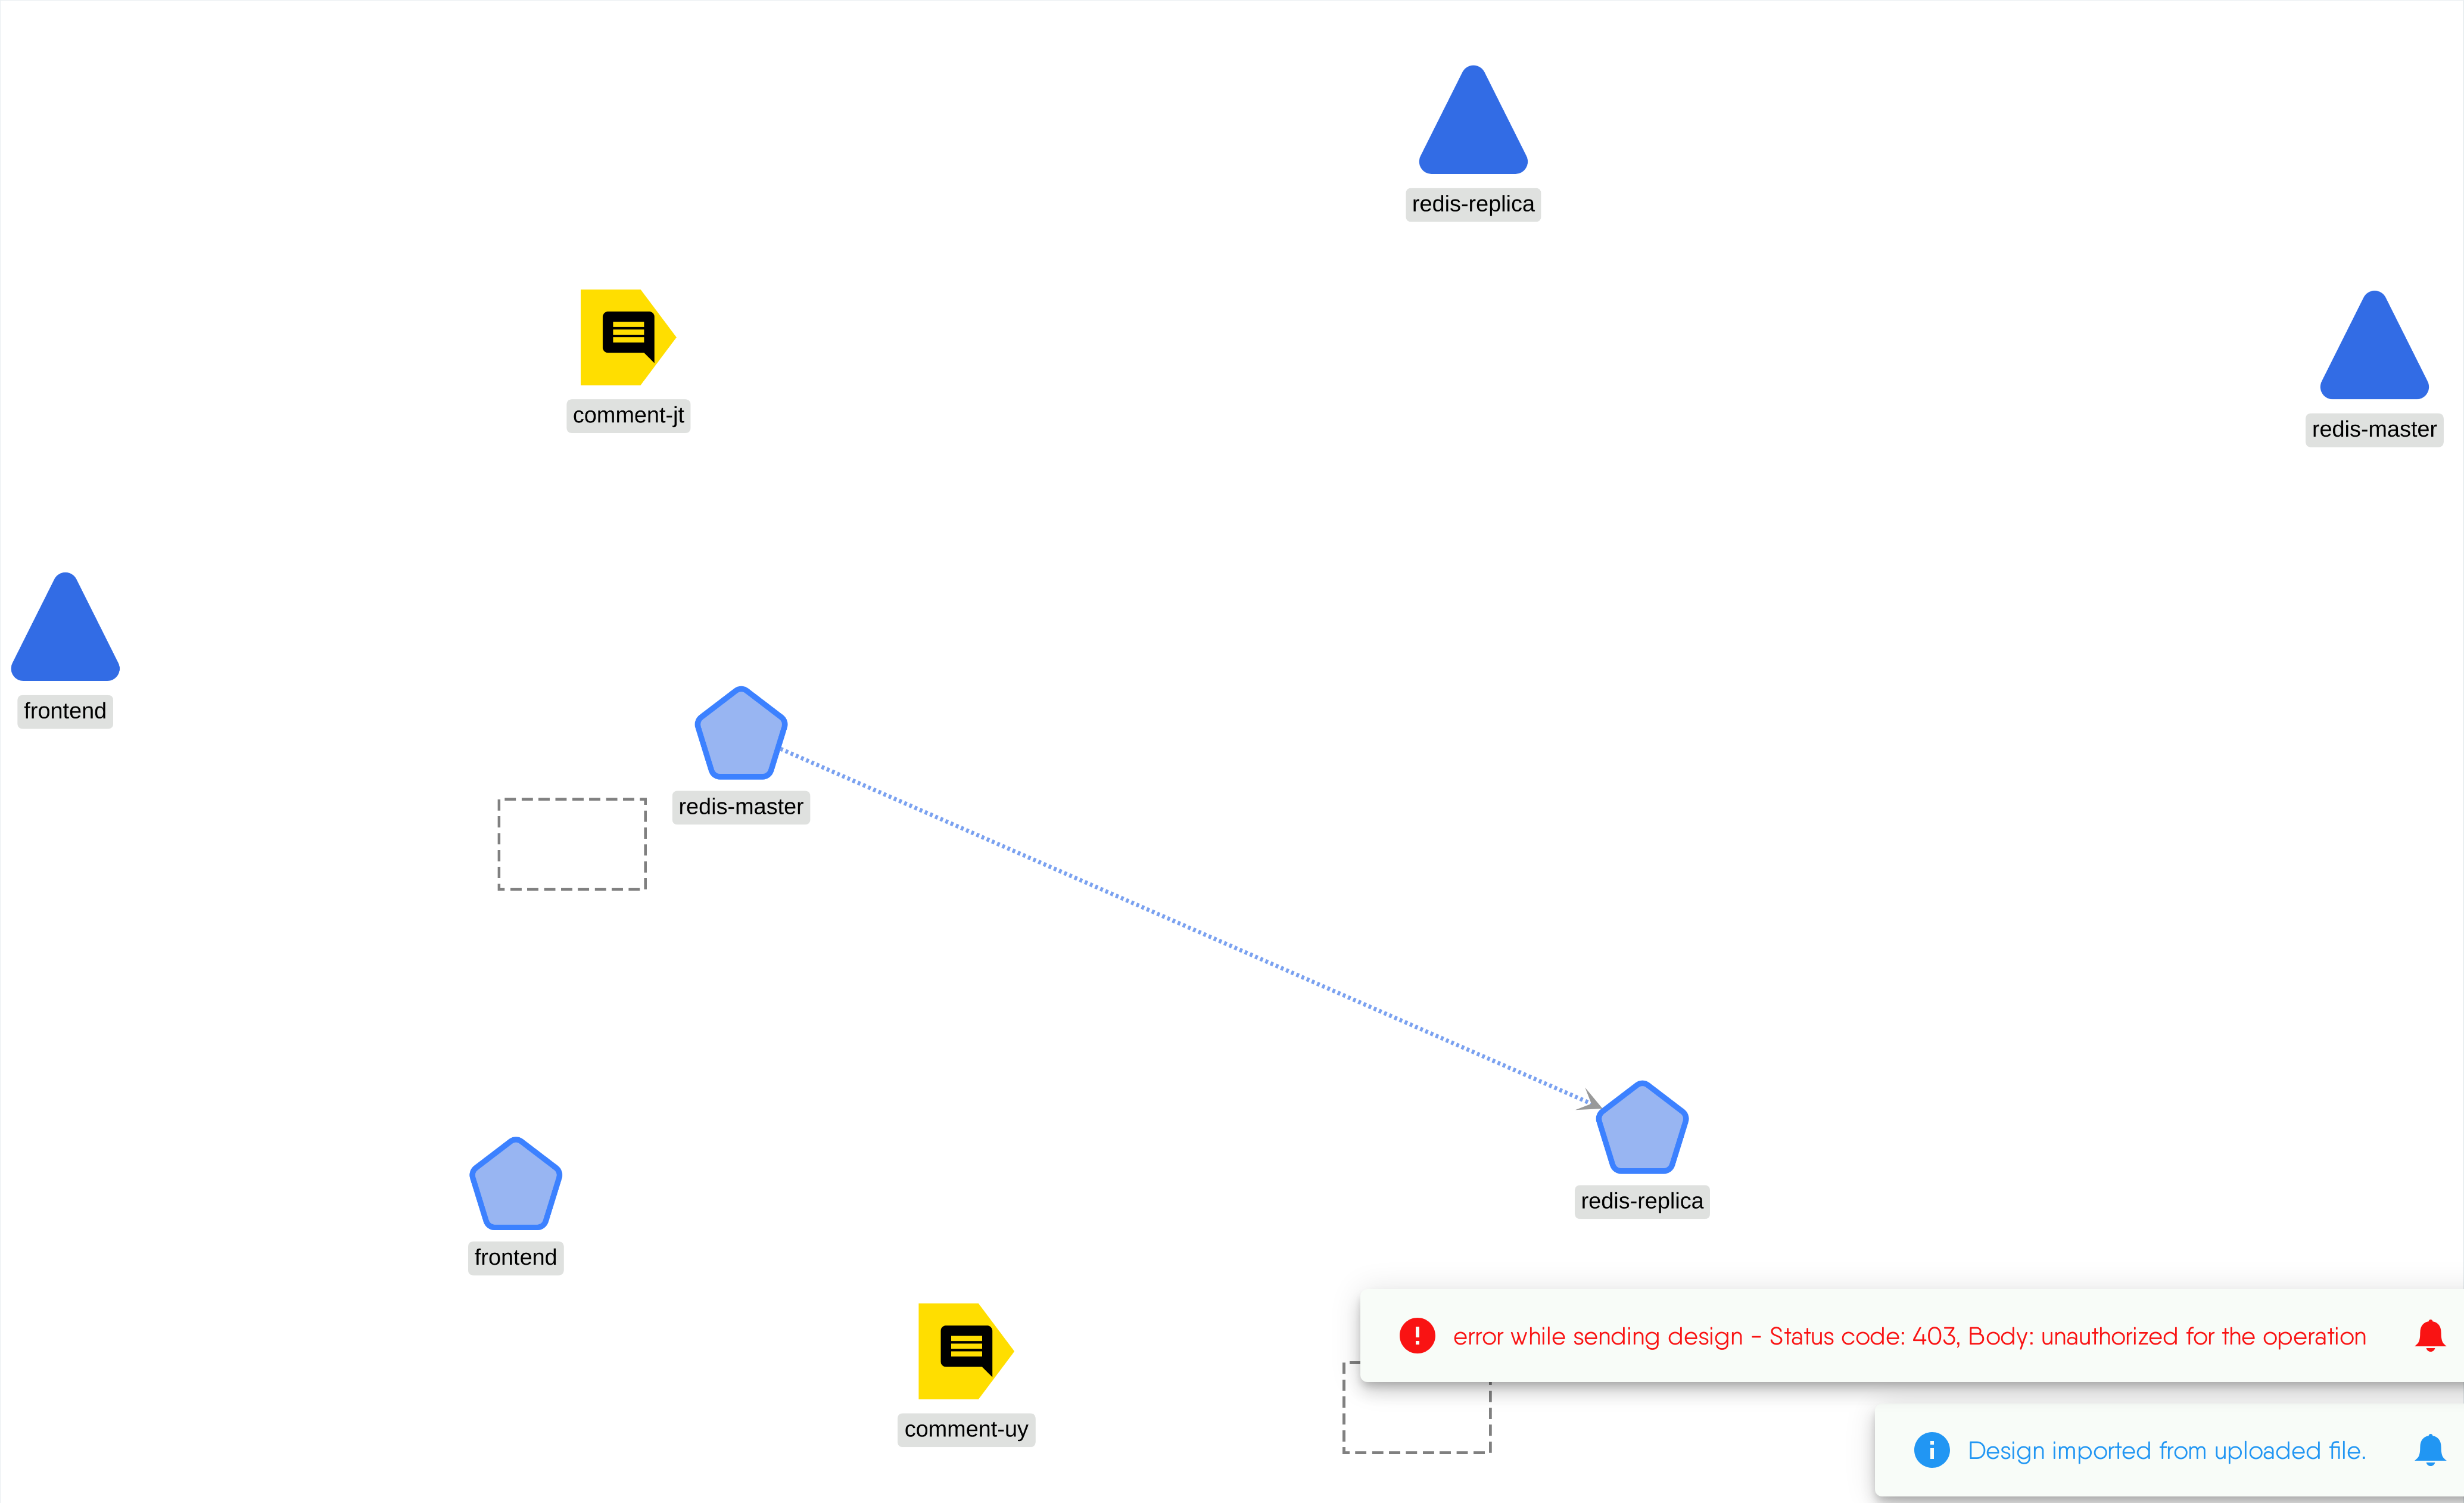 redis-replica
comment-jt
redis-master
frontend
redis-master
redis-replica
frontend
error while sending design - Status code: 403, Body: unauthorized for the operation
comment-uy
Design imported from uploaded file.